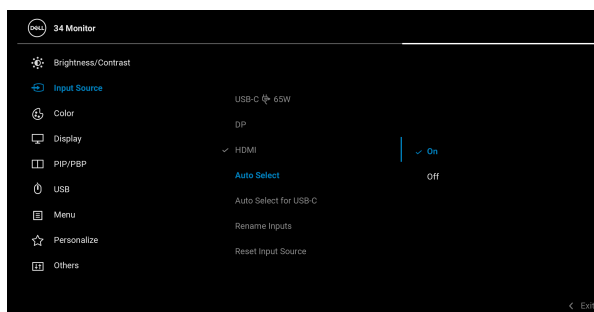 DELL 34 Monitor
Brightness/Contrast
Input Source
Color
Display
PIP/PBP
USB
Menu
Personalize
Others
USB-C 65W
DP
HDMI
Auto Select
Auto Select for USB-C
Rename Inputs
Reset Input Source
On
Off
Exit